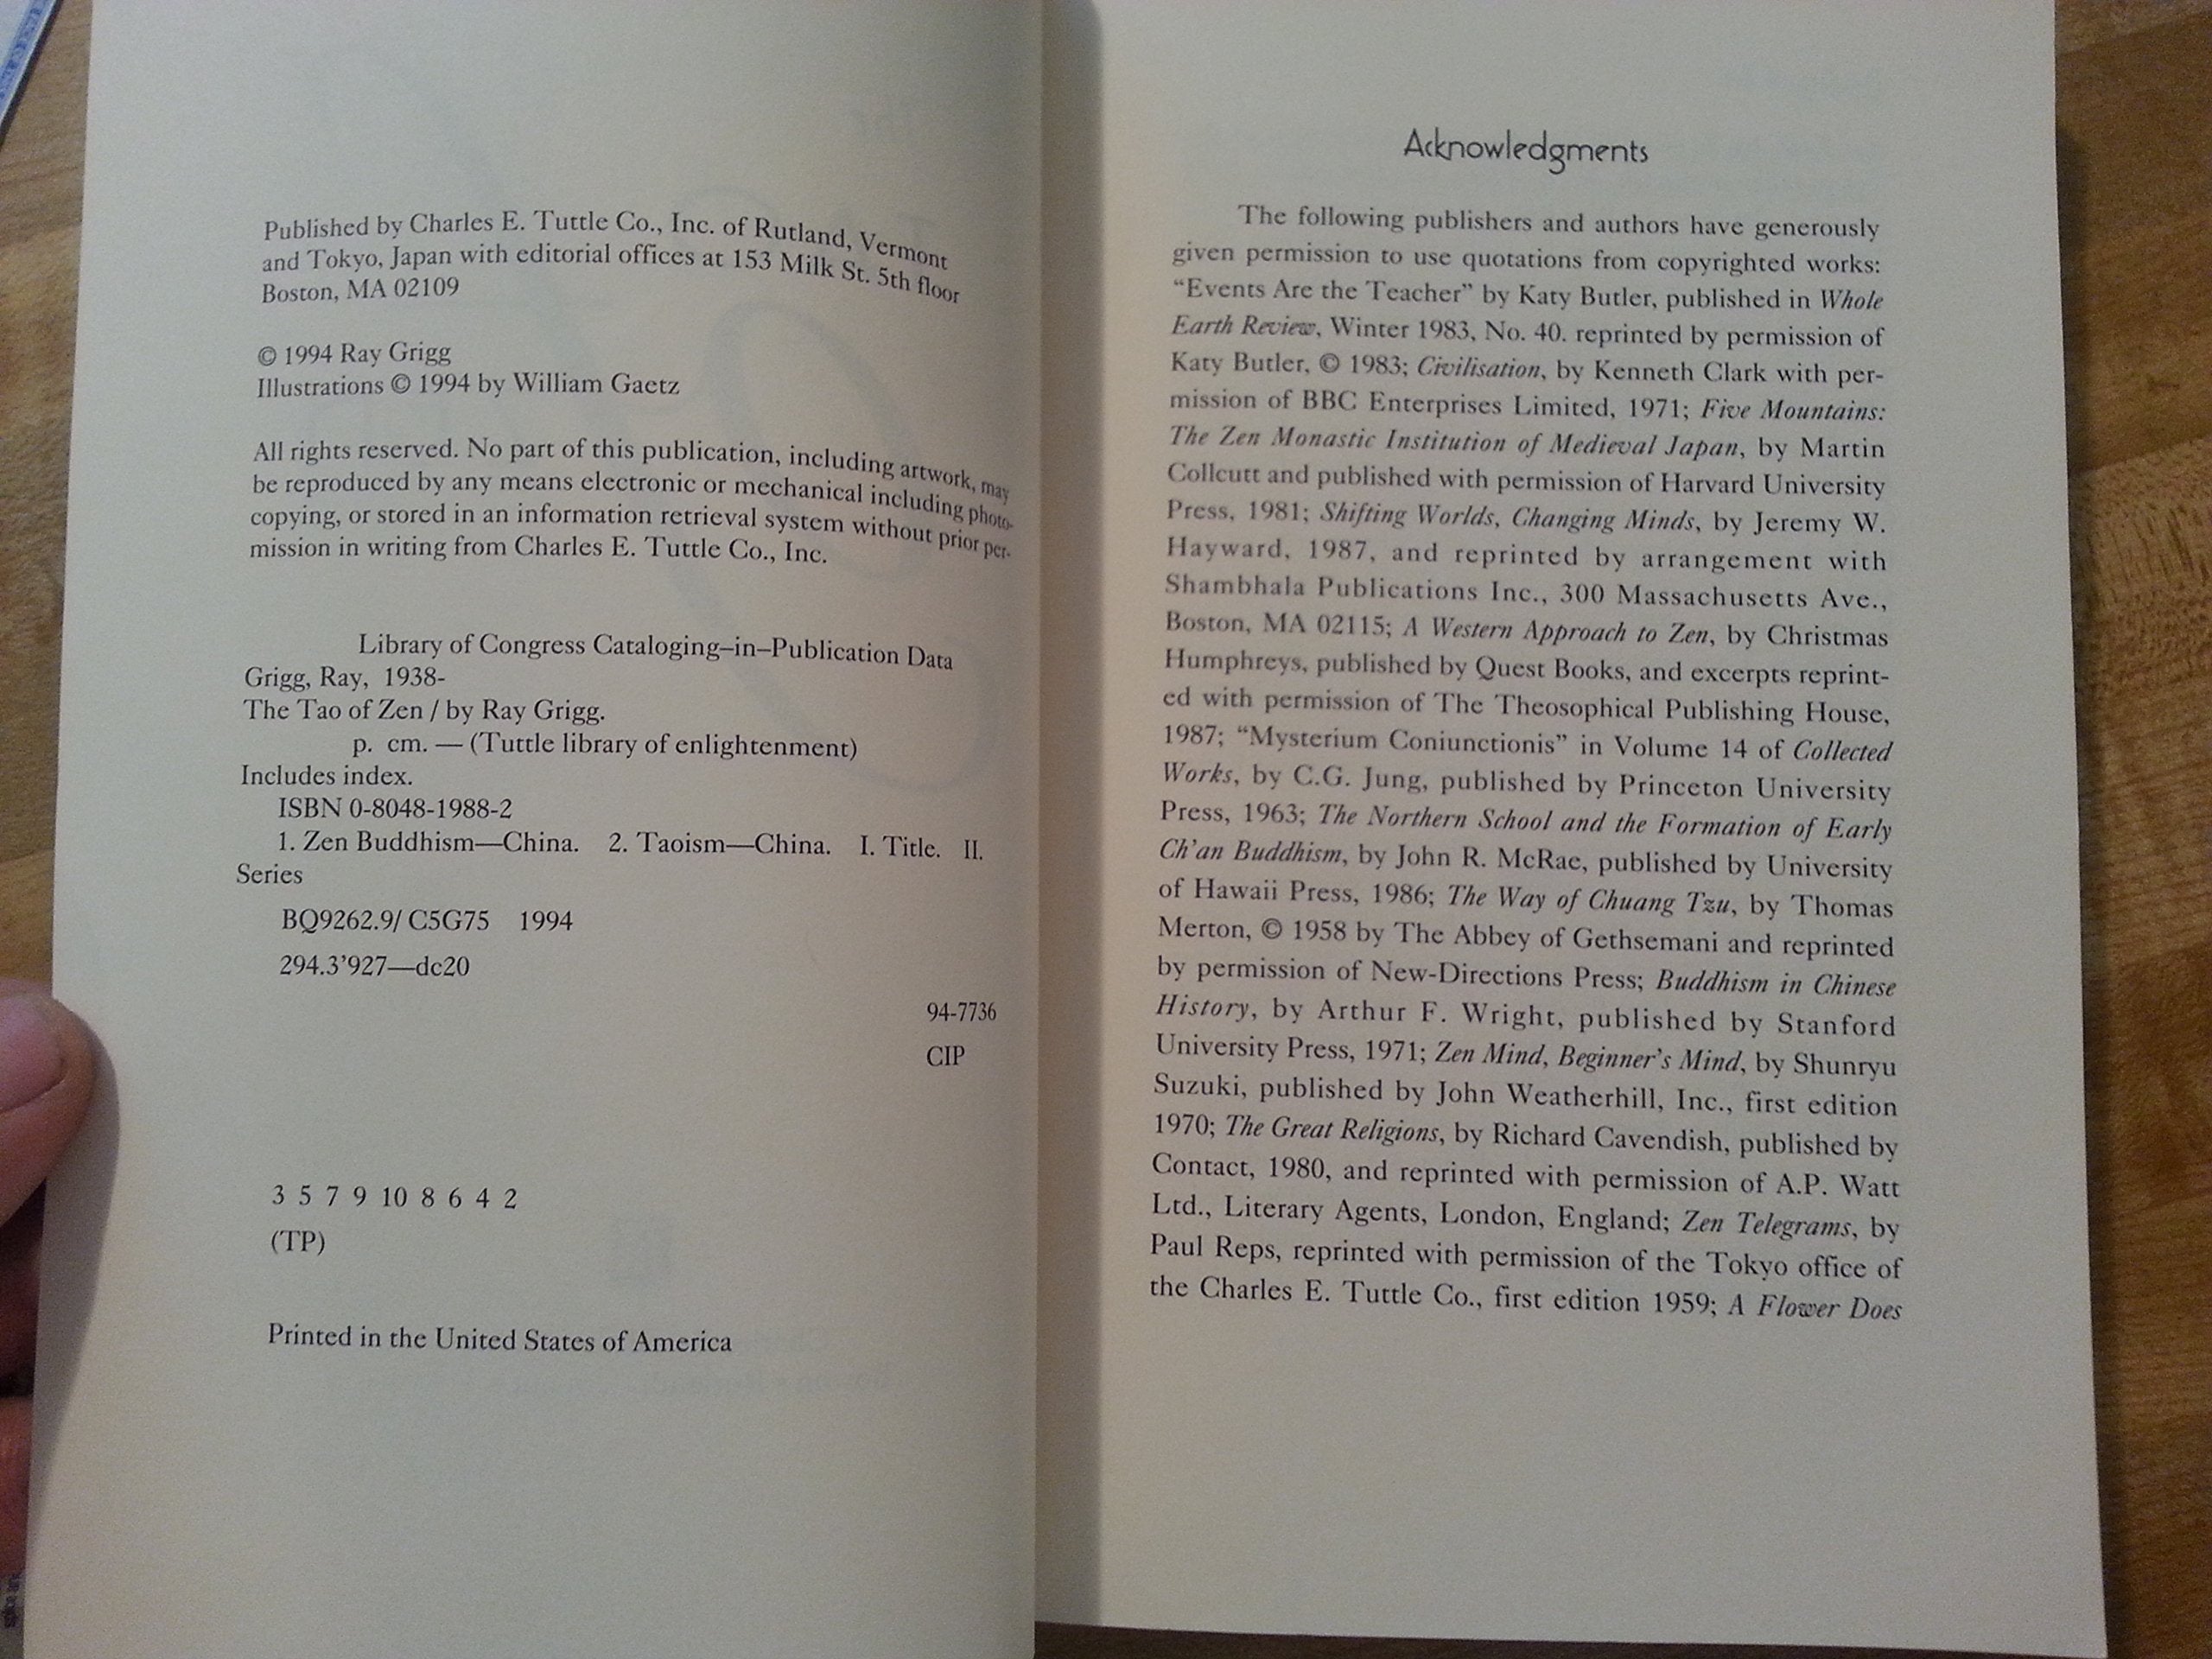 Published by Charles E. Tuttle Co., Inc. of Rutland, Vermont
and Tokyo, Japan with editorial offices at 153 Milk St. 5th floor
Boston, MA 02109
© 1994 Ray Grigg
Illustrations © 1994 by William Gaetz
All rights reserved. No part of this publication, including artwork, may
be reproduced by any means electronic or mechanical including photo-
copying, or stored in an information retrieval system without prior per-
mission in writing from Charles E. Tuttle Co., Inc.
Library of Congress Cataloging–in–Publication Data
Grigg, Ray, 1938-
The Tao of Zen / by Ray Grigg.
p. cm. — (Tuttle library of enlightenment)
Includes index.
ISBN 0-8048-1988-2
1. Zen Buddhism—China. 2. Taoism—China. I. Title. II.
Series
BQ9262.9/ C5G75 1994
294.3’927—dc20
94-7736
CIP
3 5 7 9 10 8 6 4 2
(TP)
Printed in the United States of America
Acknowledgments
The following publishers and authors have generously
given permission to use quotations from copyrighted works:
“Events Are the Teacher” by Katy Butler, published in Whole
Earth Review, Winter 1983, No. 40. reprinted by permission of
Katy Butler, © 1983; Civilisation, by Kenneth Clark with per-
mission of BBC Enterprises Limited, 1971; Five Mountains:
The Zen Monastic Institution of Medieval Japan, by Martin
Collcutt and published with permission of Harvard University
Press, 1981; Shifting Worlds, Changing Minds, by Jeremy W.
Hayward, 1987, and reprinted by arrangement with
Shambhala Publications Inc., 300 Massachusetts Ave.,
Boston, MA 02115; A Western Approach to Zen, by Christmas
Humphreys, published by Quest Books, and excerpts reprint-
ed with permission of The Theosophical Publishing House,
1987; “Mysterium Coniunctionis” in Volume 14 of Collected
Works, by C.G. Jung, published by Princeton University
Press, 1963; The Northern School and the Formation of Early
Ch’an Buddhism, by John R. McRae, published by University
of Hawaii Press, 1986; The Way of Chuang Tzu, by Thomas
Merton, © 1958 by The Abbey of Gethsemani and reprinted
by permission of New-Directions Press; Buddhism in Chinese
History, by Arthur F. Wright, published by Stanford
University Press, 1971; Zen Mind, Beginner’s Mind, by Shunryu
Suzuki, published by John Weatherhill, Inc., first edition
1970; The Great Religions, by Richard Cavendish, published by
Contact, 1980, and reprinted with permission of A.P. Watt
Ltd., Literary Agents, London, England; Zen Telegrams, by
Paul Reps, reprinted with permission of the Tokyo office of
the Charles E. Tuttle Co., first edition 1959; A Flower Does